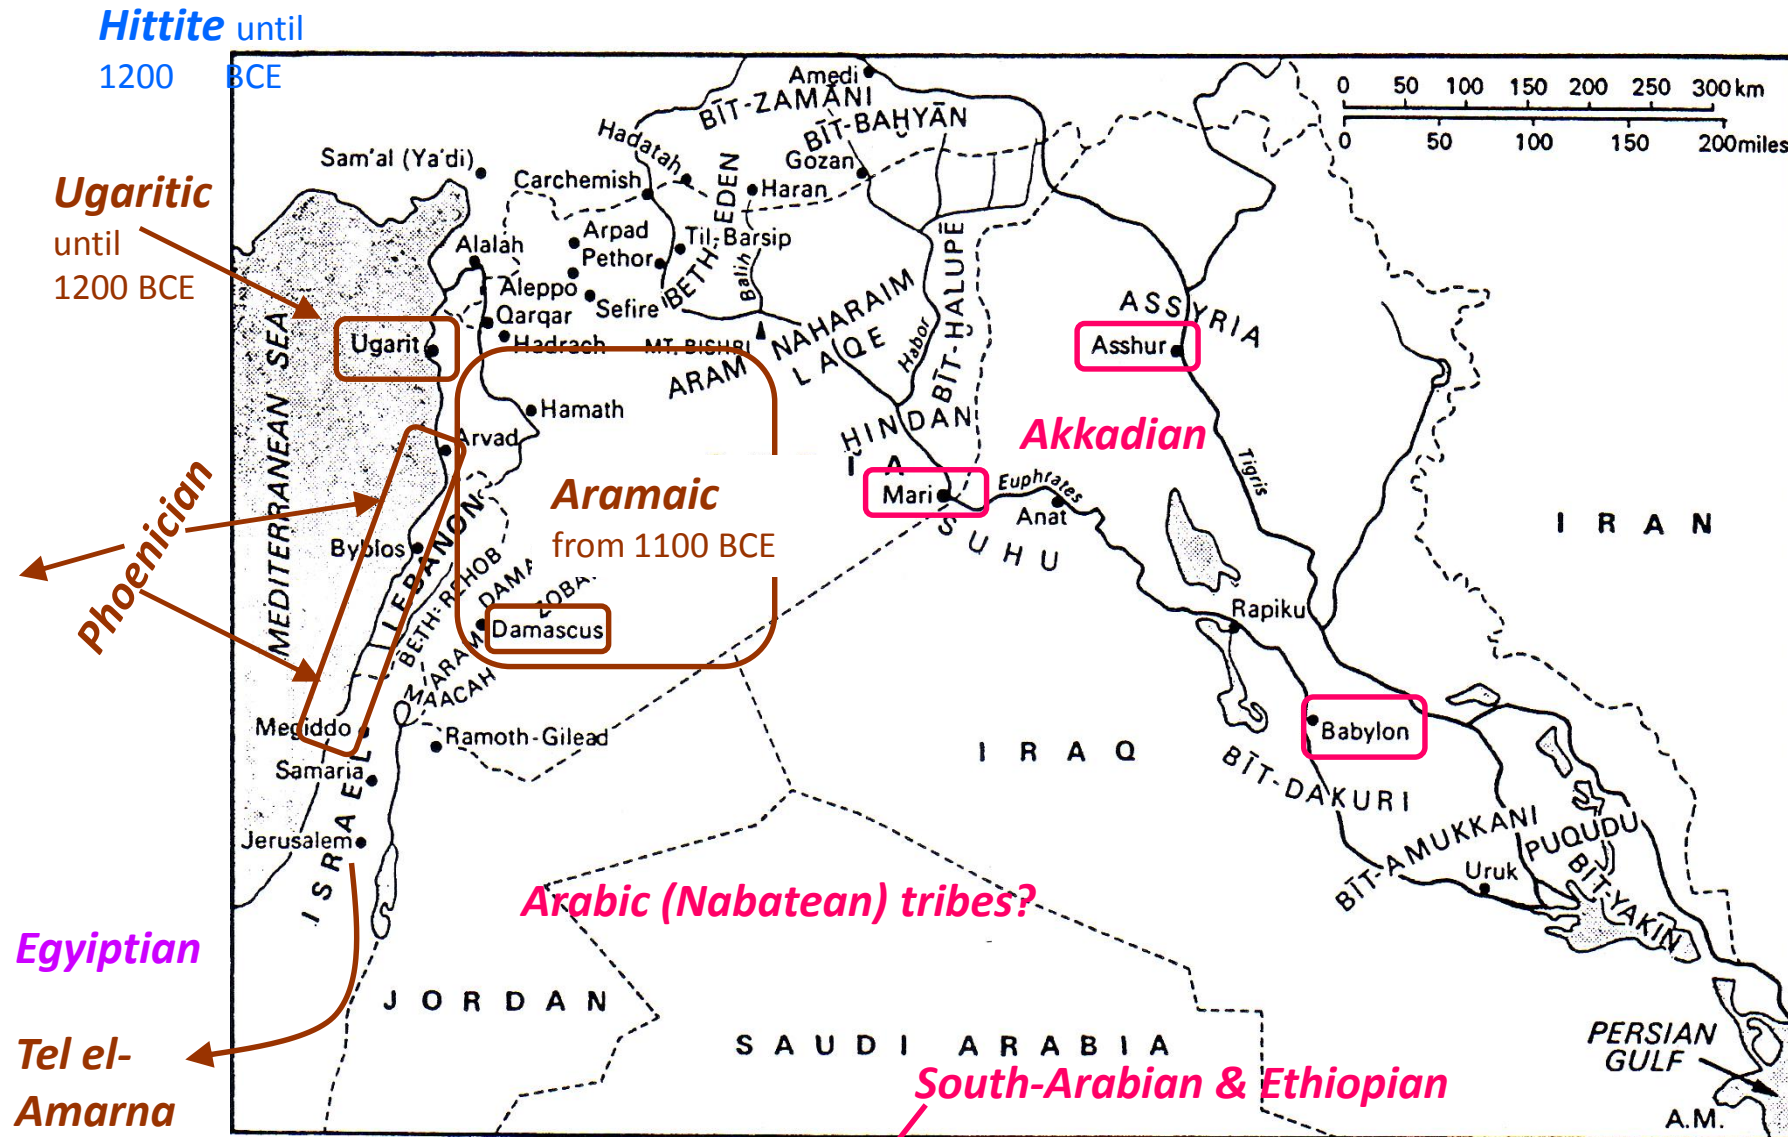 Hittite until
1200 BCE
Amedi
0 50 100 150 200 250 300 km
0 50 100 150 200 miles
BĪT-ZAMĀNI
BĪT-BAḪYĀN
Hadatah
Gozan
Sam'al (Ya'di)
Carchemish
Haran
BETH-EDEN
Ugaritic
until
1200 BCE
Arpad
Til-Barsip
Alalah
Pethor
Balih
Aleppo
Sefire
Qarqar
Hadrach
MT. BISHRI
NAHARAIM
ARAM
LAQE
Habor
BĪT-ḪALUPĒ
ASSYRIA
Ugarit
Asshur
MEDITERRANEAN SEA
Hamath
HINDAN
Akkadian
Arvad
Tigris
Phoenician
Aramaic
from 1100 BCE
I A
Mari
Euphrates
Anat
SUHU
IRAN
Byblos
LEBANON
BETH-REHOB
DAMA
ZOBA
Damascus
ARAM
MAACAH
Rapiku
Megiddo
Ramoth-Gilead
IRAQ
Babylon
Samaria
BĪT-DAKURI
Jerusalem
ISRAEL
BĪT-AMUKKANI
PUQUDU
Uruk
BĪT-YAKĪN
Arabic (Nabatean) tribes?
Egyiptian
JORDAN
SAUDI ARABIA
PERSIAN
GULF
Tel el-
Amarna
South-Arabian & Ethiopian
A.M.